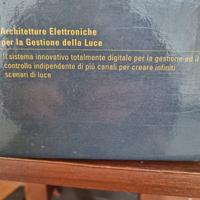 Architetture Elettroniche
per la Gestione della Luce
Il sistema innovativo totalmente digitale per la gestione ed il
controllo indipendente di più canali per creare infiniti
scenari di luce